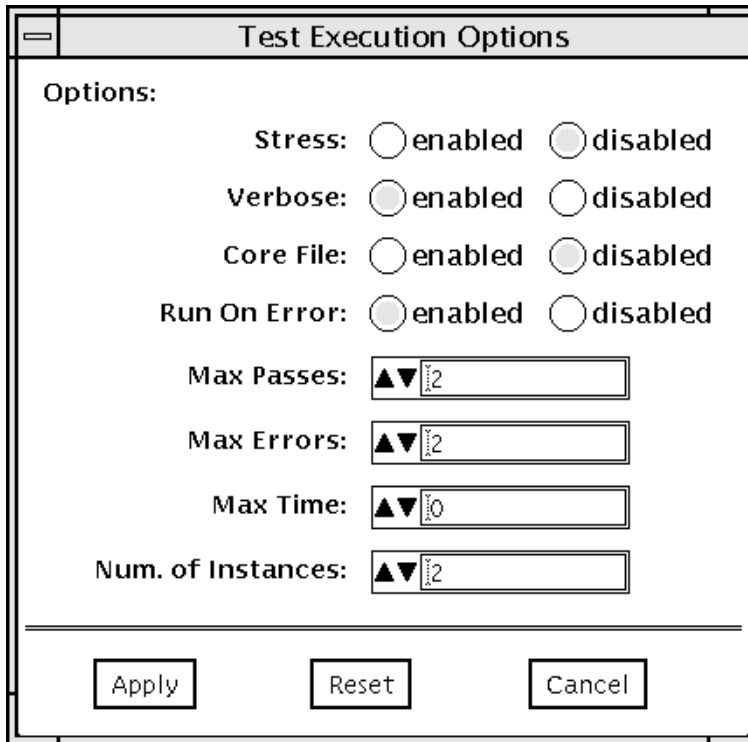 Test Execution Options
Options:
Stress: enabled disabled
Verbose: enabled disabled
Core File: enabled disabled
Run On Error: enabled disabled
Max Passes: 2
Max Errors: 2
Max Time: 0
Num. of Instances: 2
Apply Reset Cancel